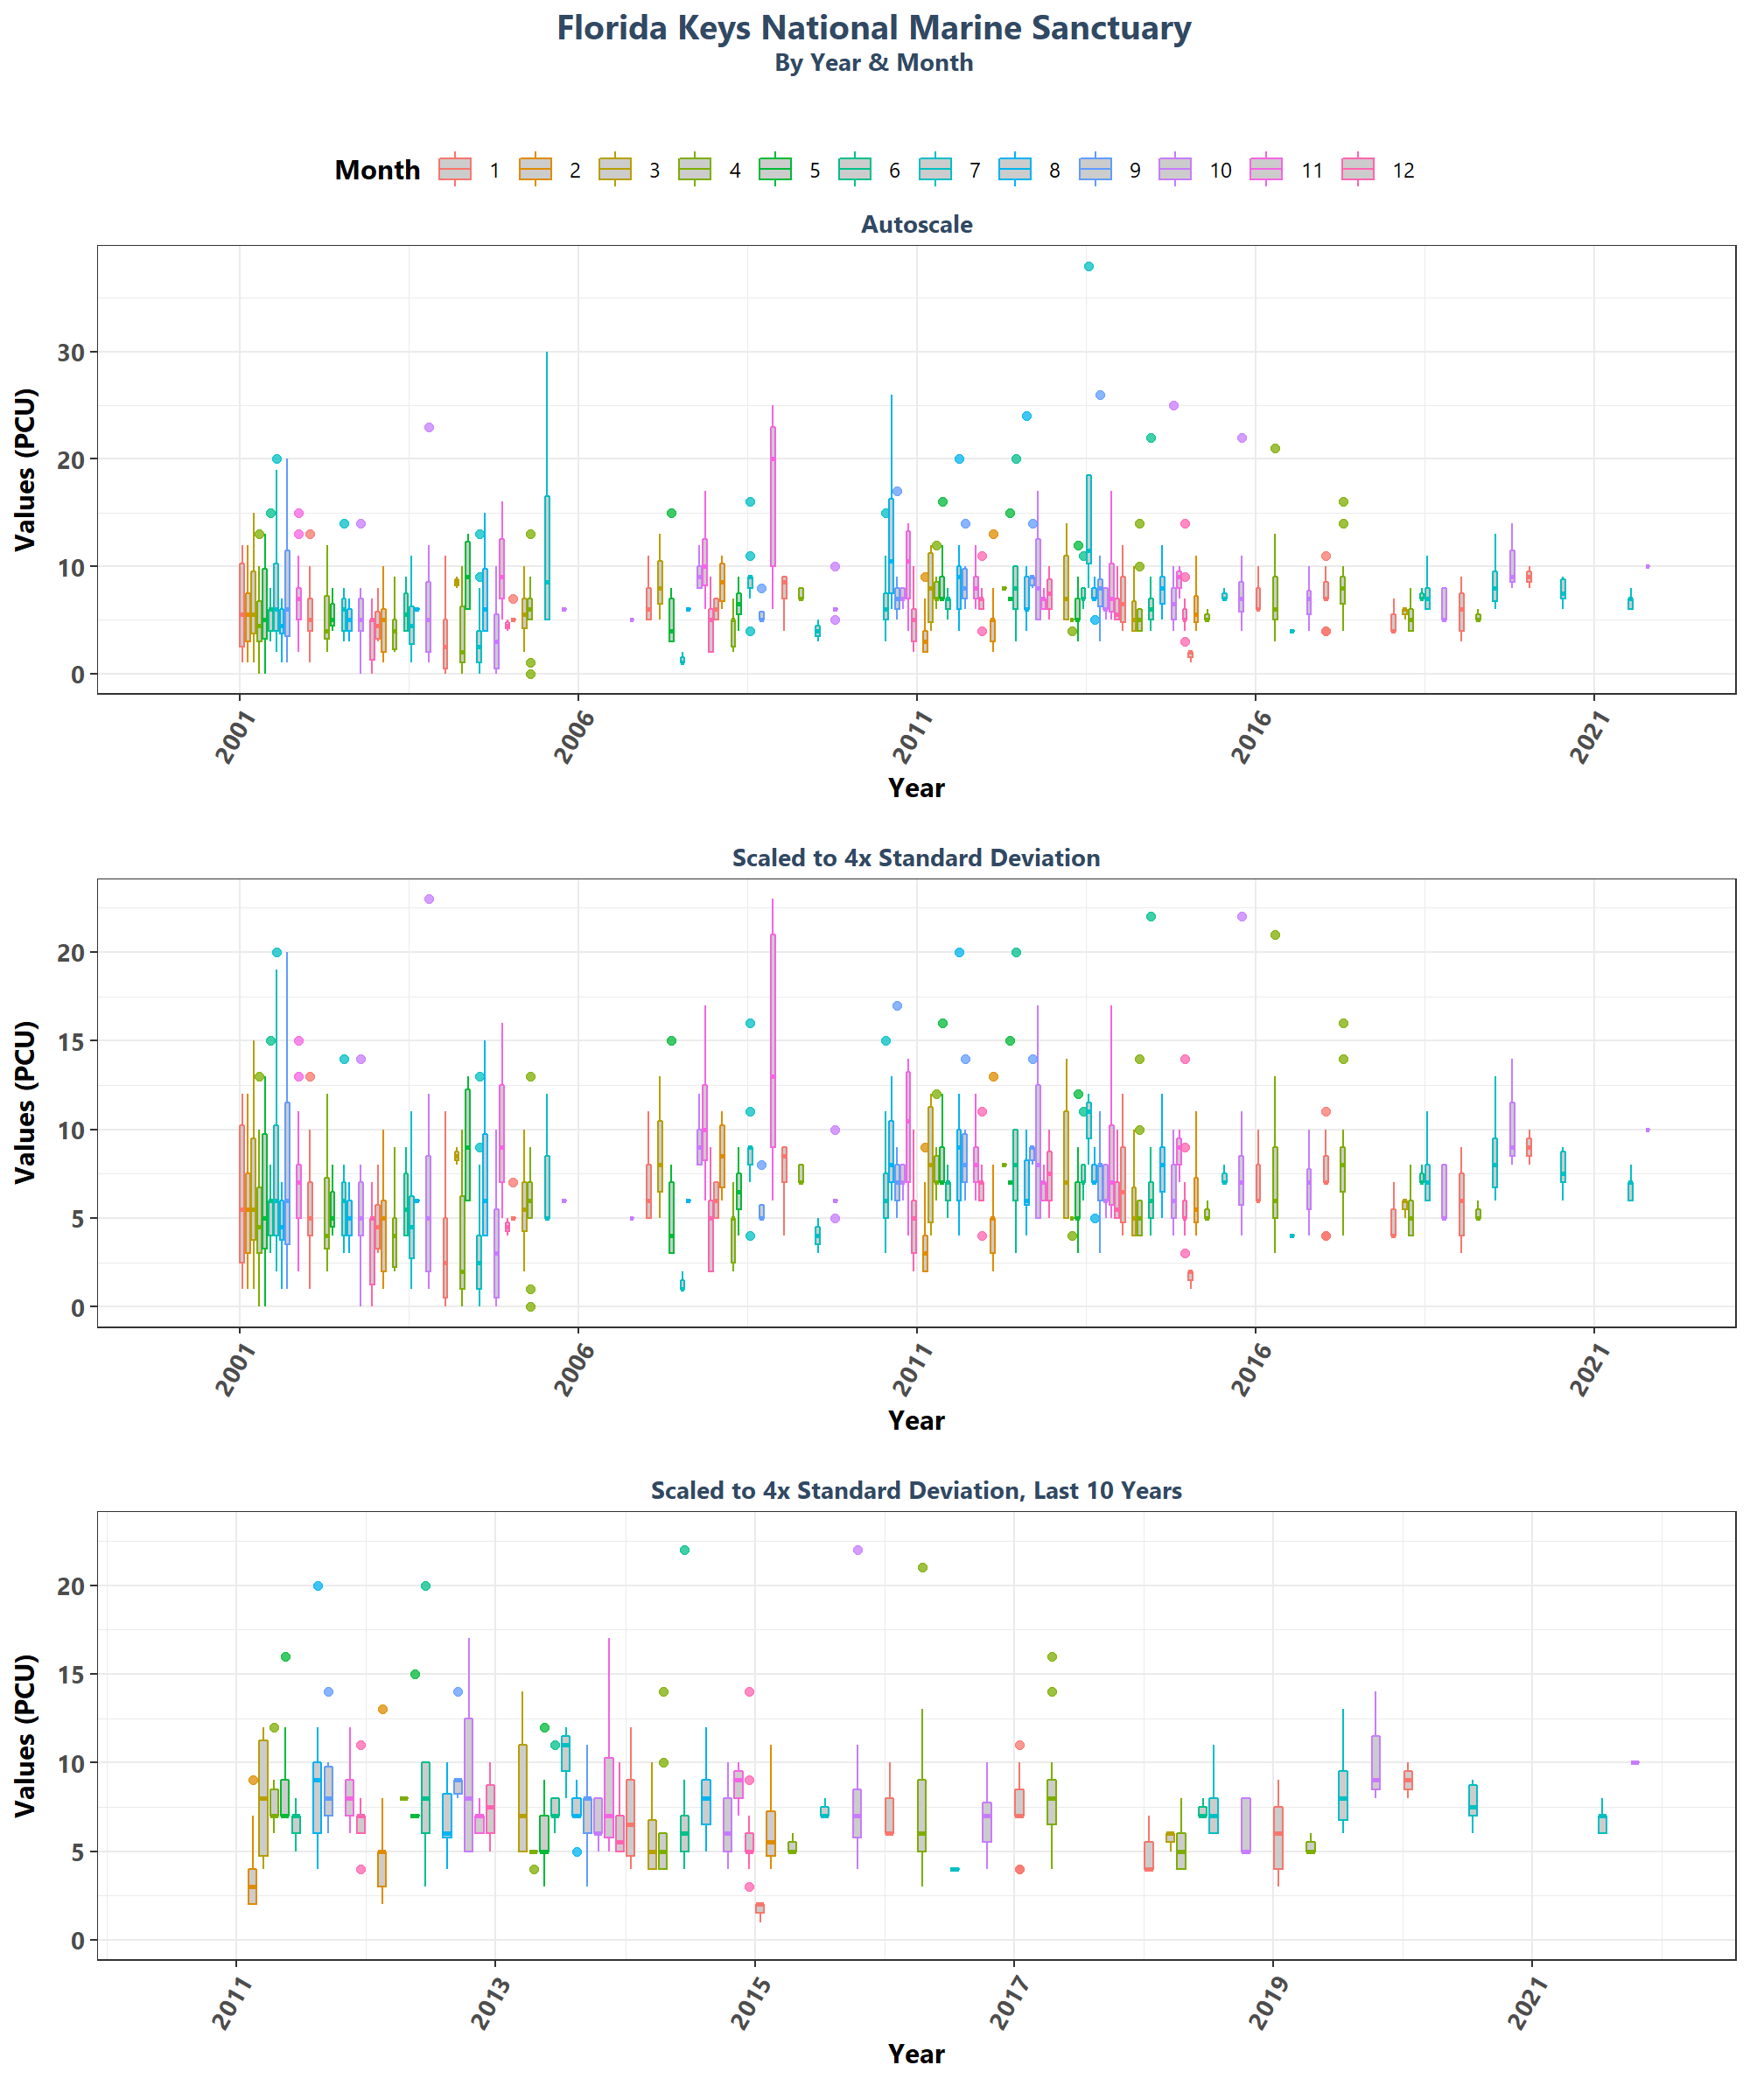 Florida Keys National Marine Sanctuary
By Year & Month
Month 1 2 3 4 5 6 7 8 9 10 11 12
Autoscale
Values (PCU)
30
20
10
0
2001 2006 2011 2016 2021
Year
Scaled to 4x Standard Deviation
Values (PCU)
20
15
10
5
0
2001 2006 2011 2016 2021
Year
Scaled to 4x Standard Deviation, Last 10 Years
Values (PCU)
20
15
10
5
0
2011 2013 2015 2017 2019 2021
Year